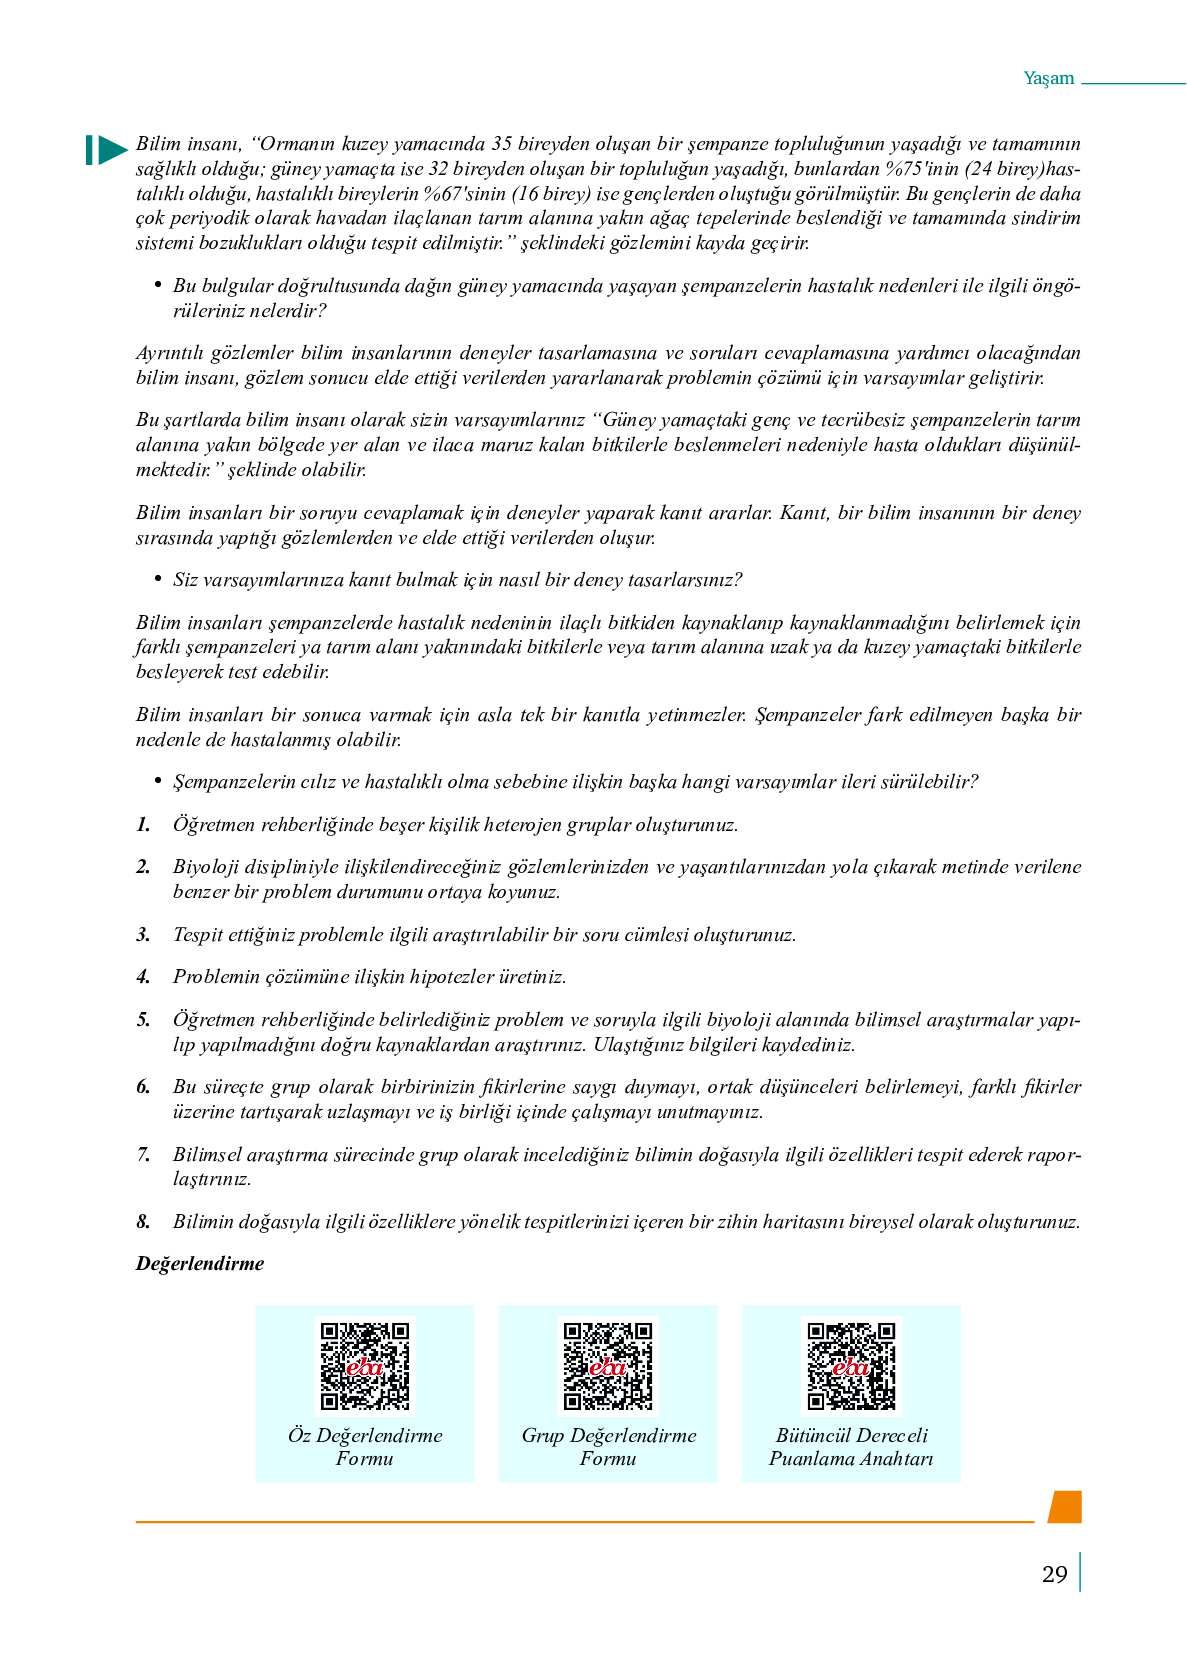 Yaşam
Bilim insanı, “Ormanın kuzey yamacında 35 bireyden oluşan bir şempanze topluluğunun yaşadığı ve tamamının
sağlıklı olduğu; güney yamaçta ise 32 bireyden oluşan bir topluluğun yaşadığı, bunlardan %75'inin (24 birey)has-
talıklı olduğu, hastalıklı bireylerin %67'sinin (16 birey) ise gençlerden oluştuğu görülmüştür. Bu gençlerin de daha
çok periyodik olarak havadan ilaçlanan tarım alanına yakın ağaç tepelerinde beslendiği ve tamamında sindirim
sistemi bozuklukları olduğu tespit edilmiştir.” şeklindeki gözlemini kayda geçirir.
• Bu bulgular doğrultusunda dağın güney yamacında yaşayan şempanzelerin hastalık nedenleri ile ilgili öngö-
rüleriniz nelerdir?
Ayrıntılı gözlemler bilim insanlarının deneyler tasarlamasına ve soruları cevaplamasına yardımcı olacağından
bilim insanı, gözlem sonucu elde ettiği verilerden yararlanarak problemin çözümü için varsayımlar geliştirir.
Bu şartlarda bilim insanı olarak sizin varsayımlarınız “Güney yamaçtaki genç ve tecrübesiz şempanzelerin tarım
alanına yakın bölgede yer alan ve ilaca maruz kalan bitkilerle beslenmeleri nedeniyle hasta oldukları düşünül-
mektedir.” şeklinde olabilir.
Bilim insanları bir soruyu cevaplamak için deneyler yaparak kanıt ararlar. Kanıt, bir bilim insanının bir deney
sırasında yaptığı gözlemlerden ve elde ettiği verilerden oluşur.
• Siz varsayımlarınıza kanıt bulmak için nasıl bir deney tasarlarsınız?
Bilim insanları şempanzelerde hastalık nedeninin ilaçlı bitkiden kaynaklanıp kaynaklanmadığını belirlemek için
farklı şempanzeleri ya tarım alanı yakınındaki bitkilerle veya tarım alanına uzak ya da kuzey yamaçtaki bitkilerle
besleyerek test edebilir.
Bilim insanları bir sonuca varmak için asla tek bir kanıtla yetinmezler. Şempanzeler fark edilmeyen başka bir
nedenle de hastalanmış olabilir.
• Şempanzelerin cılız ve hastalıklı olma sebebine ilişkin başka hangi varsayımlar ileri sürülebilir?
1. Öğretmen rehberliğinde beşer kişilik heterojen gruplar oluşturunuz.
2. Biyoloji disipliniyle ilişkilendireceğiniz gözlemlerinizden ve yaşantılarınızdan yola çıkarak metinde verilene
benzer bir problem durumunu ortaya koyunuz.
3. Tespit ettiğiniz problemle ilgili araştırılabilir bir soru cümlesi oluşturunuz.
4. Problemin çözümüne ilişkin hipotezler üretiniz.
5. Öğretmen rehberliğinde belirlediğiniz problem ve soruyla ilgili biyoloji alanında bilimsel araştırmalar yapı-
lıp yapılmadığını doğru kaynaklardan araştırınız. Ulaştığınız bilgileri kaydediniz.
6. Bu süreçte grup olarak birbirinizin fikirlerine saygı duymayı, ortak düşünceleri belirlemeyi, farklı fikirler
üzerine tartışarak uzlaşmayı ve iş birliği içinde çalışmayı unutmayınız.
7. Bilimsel araştırma sürecinde grup olarak incelediğiniz bilimin doğasıyla ilgili özellikleri tespit ederek rapor-
laştırınız.
8. Bilimin doğasıyla ilgili özelliklere yönelik tespitlerinizi içeren bir zihin haritasını bireysel olarak oluşturunuz.
Değerlendirme
eba
Öz Değerlendirme
Formu
eba
Grup Değerlendirme
Formu
eba
Bütüncül Dereceli
Puanlama Anahtarı
29